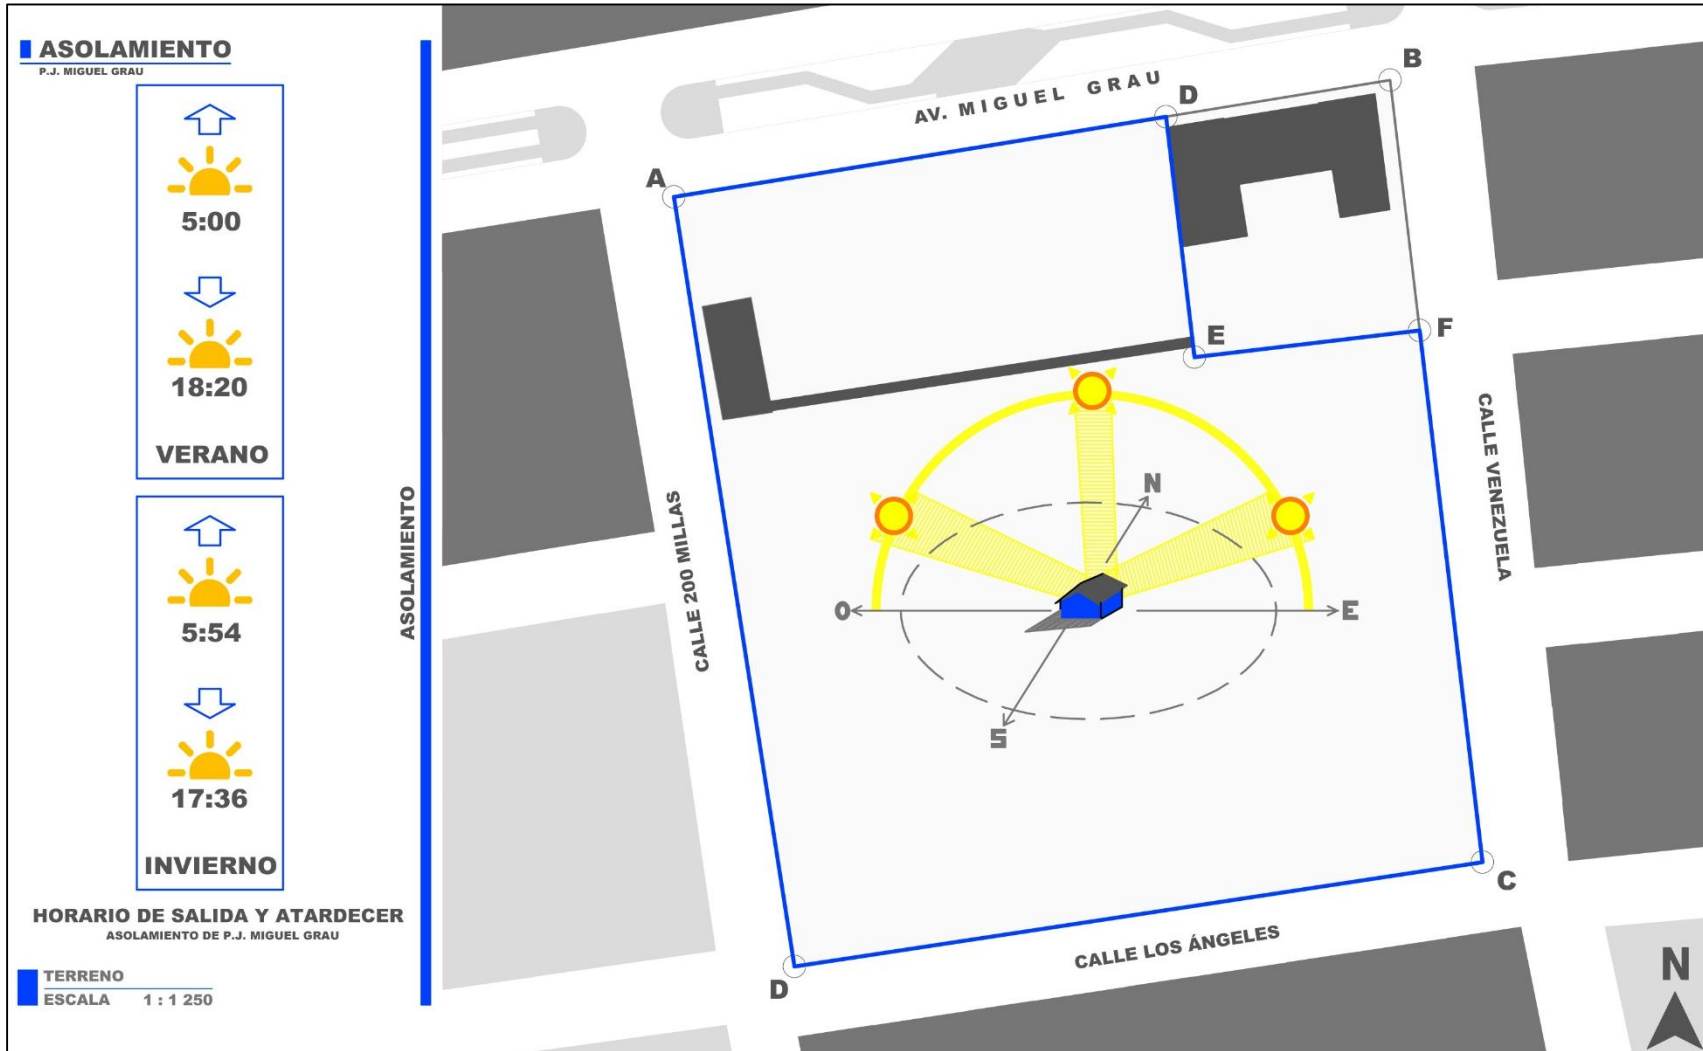 ASOLAMIENTO
P.J. MIGUEL GRAU
5:00
18:20
VERANO
5:54
17:36
INVIERNO
HORARIO DE SALIDA Y ATARDECER
ASOLAMIENTO DE P.J. MIGUEL GRAU
TERRENO
ESCALA 1 : 1 250
ASOLAMIENTO
AV. MIGUEL GRAU
A
D
B
E
F
CALLE 200 MILLAS
CALLE VENEZUELA
N
O
E
S
C
D
CALLE LOS ÁNGELES
N